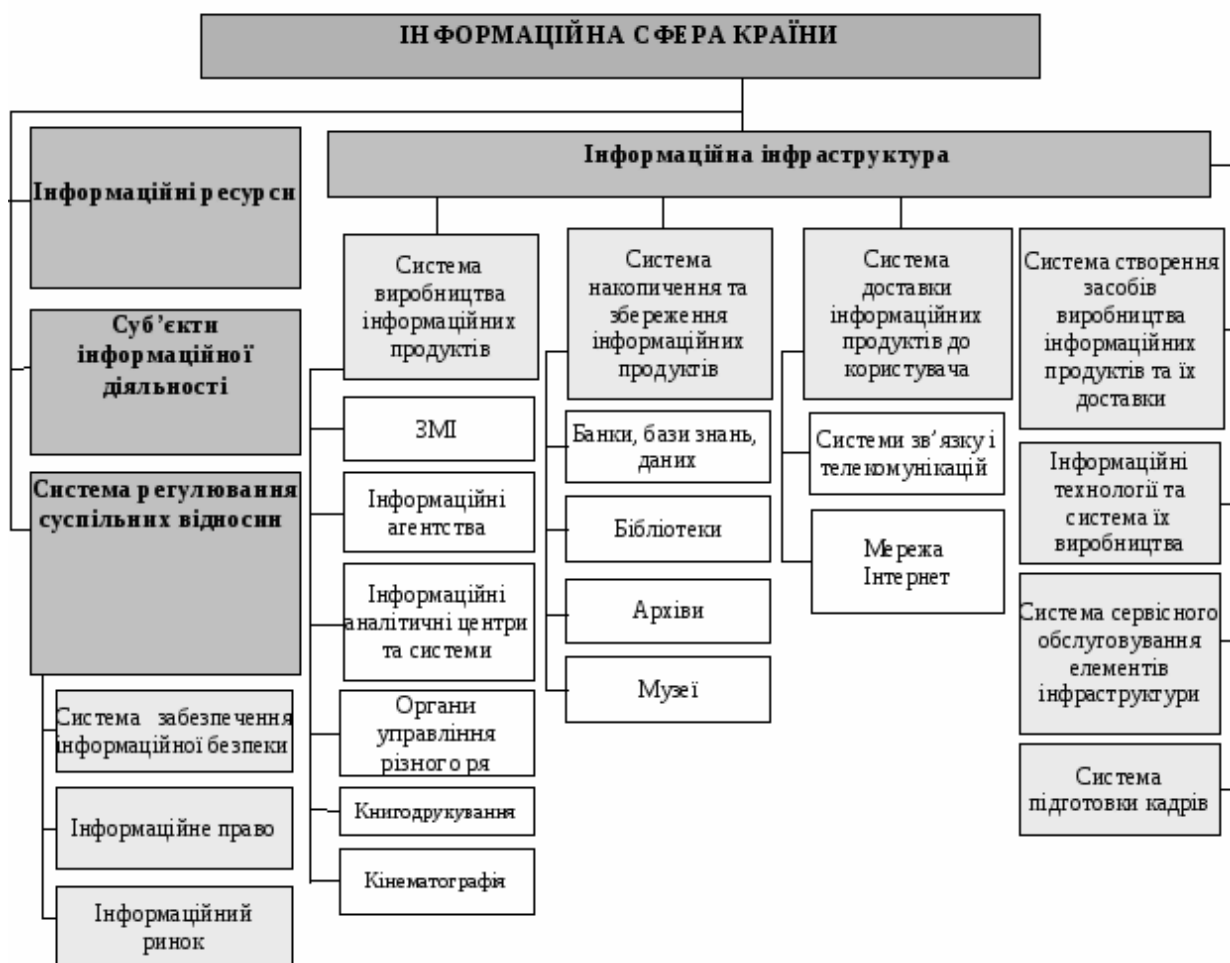 ІНФОРМАЦІЙНА СФЕРА КРАЇНИ
Інформаційна інфраструктура
Інформаційні ресурси
Суб’єкти
інформаційної
діяльності
Система регулювання
суспільних відносин
Система забезпечення
інформаційної безпеки
Інформаційне право
Інформаційний
ринок
Система
виробництва
інформаційних
продуктів
ЗМІ
Інформаційні
агентства
Інформаційні
аналітичні центри
та системи
Органи
управління
різного ря
Книгодрукування
Кінематографія
Система
накопичення та
збереження
інформаційних
продуктів
Банки, бази знань,
даних
Бібліотеки
Архіви
Музеї
Система
доставки
інформаційних
продуктів до
користувача
Системи зв’язку і
телекомунікацій
Мережа
Інтернет
Система створення
засобів
виробництва
інформаційних
продуктів та їх
доставки
Інформаційні
технології та
система їх
виробництва
Система сервісного
обслуговування
елементів
інфраструктури
Система
підготовки кадрів